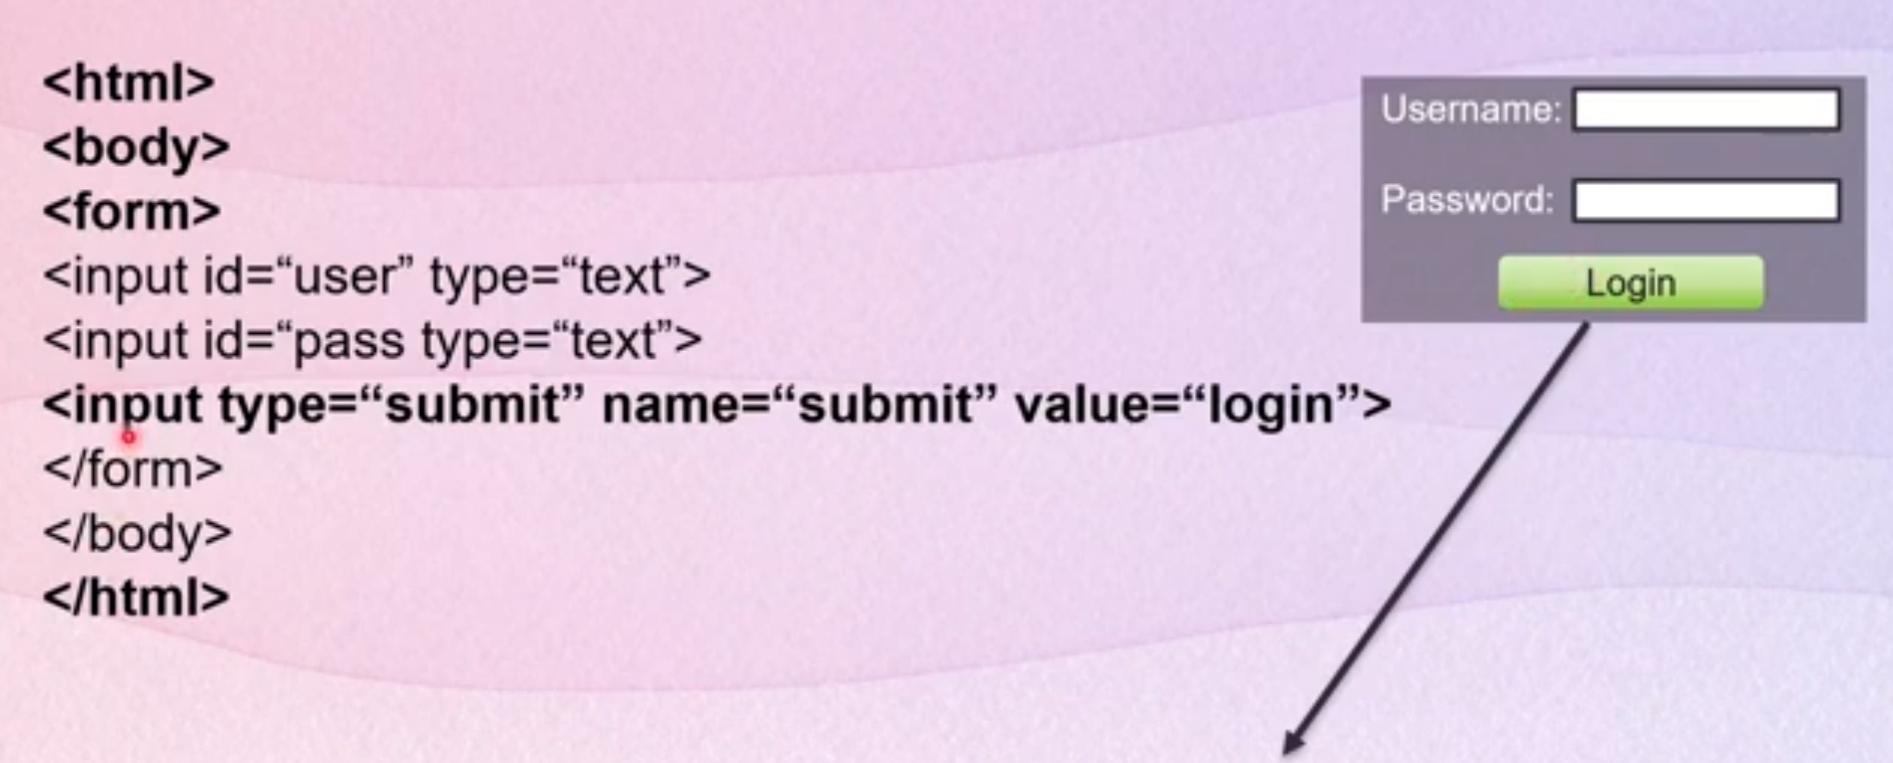 <html>
<body>
<form>
<input id=“user” type=“text”>
<input id=“pass type=“text”>
<input type=“submit” name=“submit” value=“login”>
</form>
</body>
</html>
Username:
Password:
Login